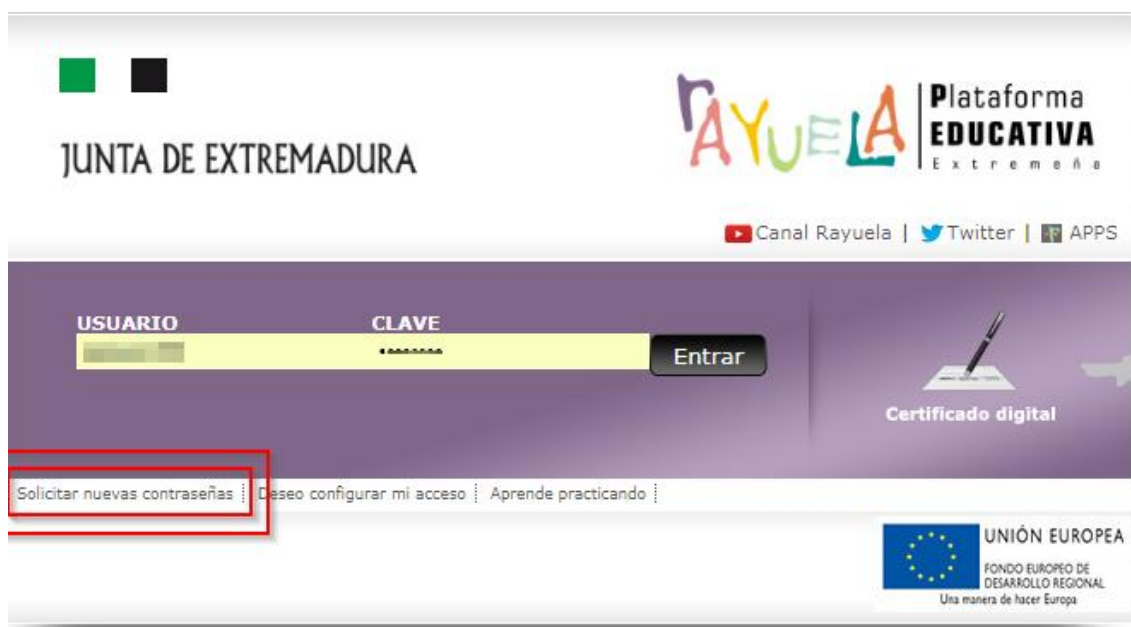 JUNTA DE EXTREMADURA
rAYUELA
Plataforma
EDUCATIVA
Extremeña
Canal Rayuela | Twitter | APPS
USUARIO CLAVE
Entrar
Certificado digital
Solicitar nuevas contraseñas Deseo configurar mi acceso Aprende practicando
UNIÓN EUROPEA
FONDO EUROPEO DE
DESARROLLO REGIONAL
Una manera de hacer Europa